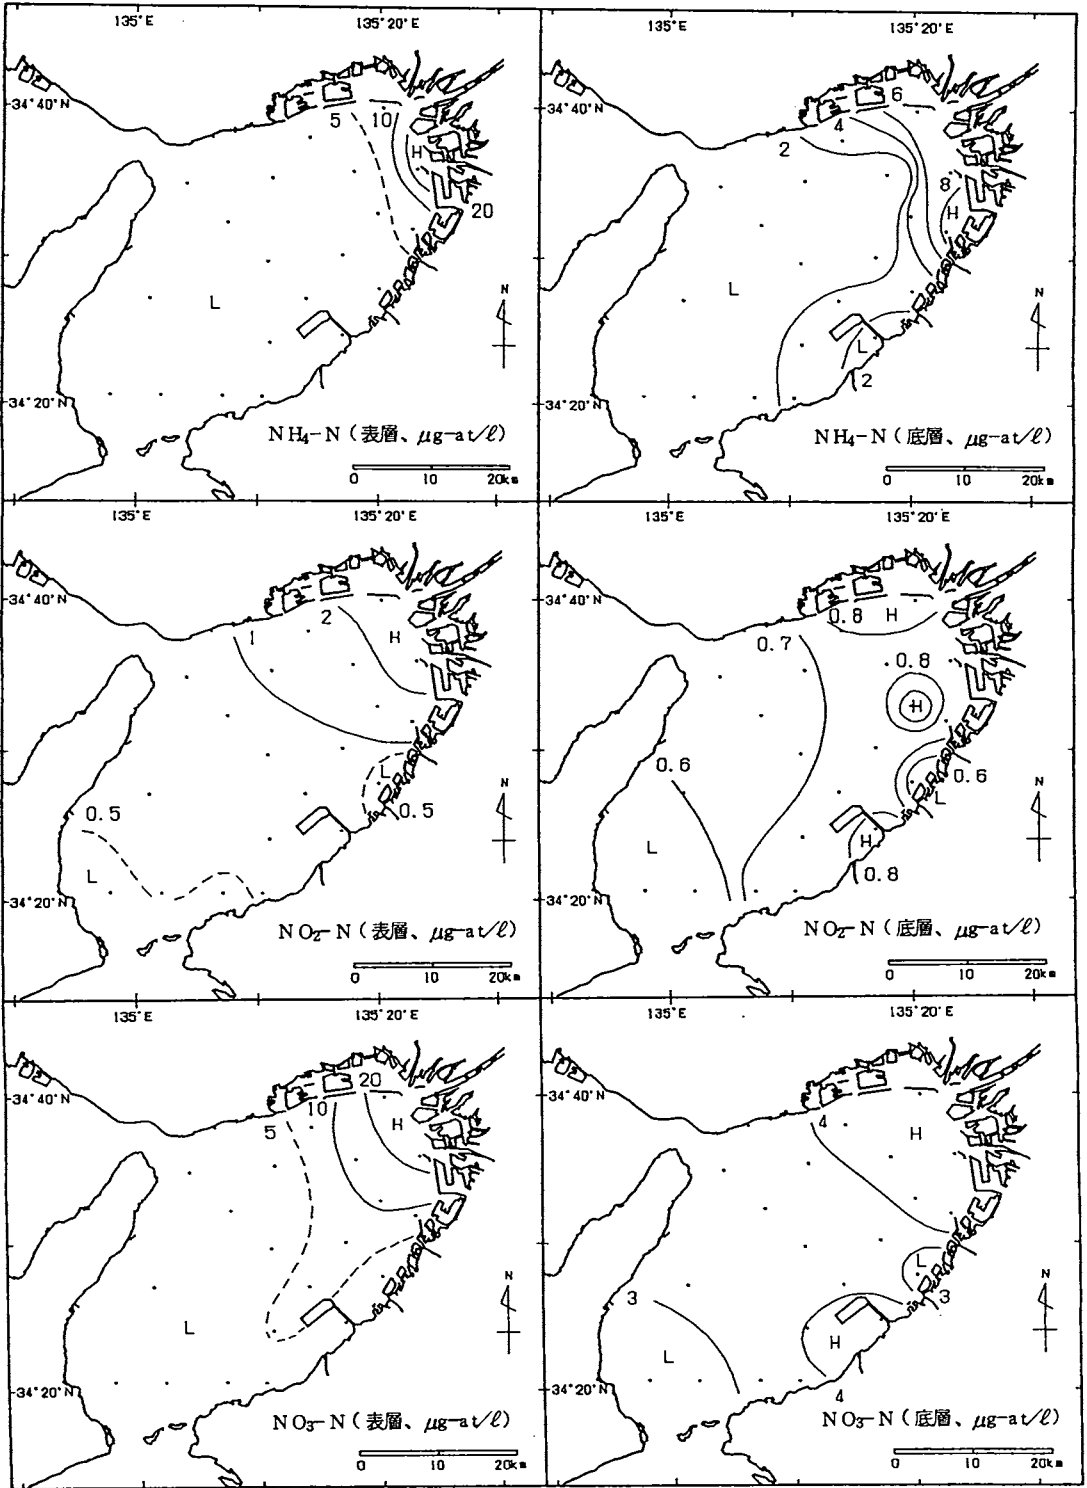 135°E
135°20'E
34°40'N
5
10
H
20
L
N
34°20'N
NH₄-N (表層、μg-at/ℓ)
0 10 20km
135°E
135°20'E
34°40'N
6
4
2
8
H
L
N
L
2
34°20'N
NH₄-N (底層、μg-at/ℓ)
0 10 20km
135°E
135°20'E
34°40'N
2
1
H
L
0.5
0.5
L
N
34°20'N
NO₂-N (表層、μg-at/ℓ)
0 10 20km
135°E
135°20'E
34°40'N
0.8
H
0.7
0.8
H
0.6
0.6
L
L
H
0.8
N
34°20'N
NO₂-N (底層、μg-at/ℓ)
0 10 20km
135°E
135°20'E
34°40'N
20
10
5
H
L
N
34°20'N
NO₃-N (表層、μg-at/ℓ)
0 10 20km
135°E
135°20'E
34°40'N
4
H
L
3
3
N
H
L
4
34°20'N
NO₃-N (底層、μg-at/ℓ)
0 10 20km